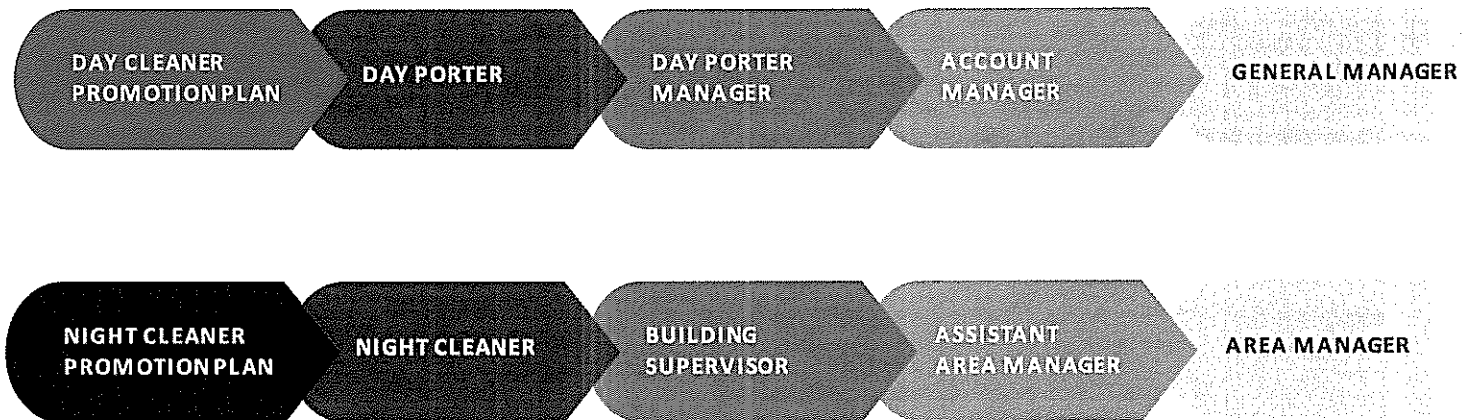 DAY CLEANER
PROMOTION PLAN
DAY PORTER
DAY PORTER
MANAGER
ACCOUNT
MANAGER
GENERAL MANAGER
NIGHT CLEANER
PROMOTION PLAN
NIGHT CLEANER
BUILDING
SUPERVISOR
ASSISTANT
AREA MANAGER
AREA MANAGER